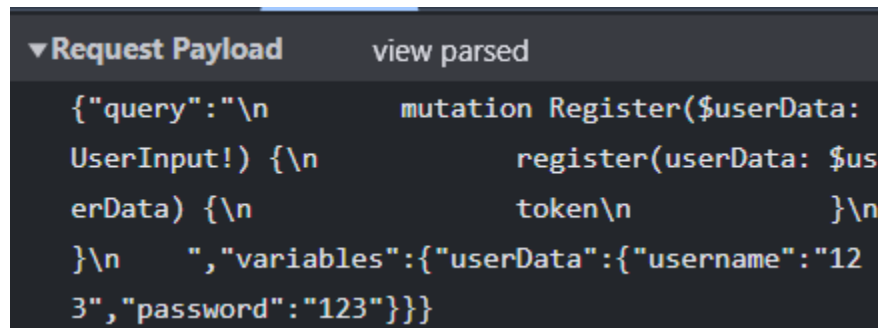 ▼Request Payload view parsed
{"query":"\n        mutation Register($userData:
UserInput!) {\n            register(userData: $us
erData) {\n                token\n            }\n
}\n    ","variables":{"userData":{"username":"12
3","password":"123"}}}